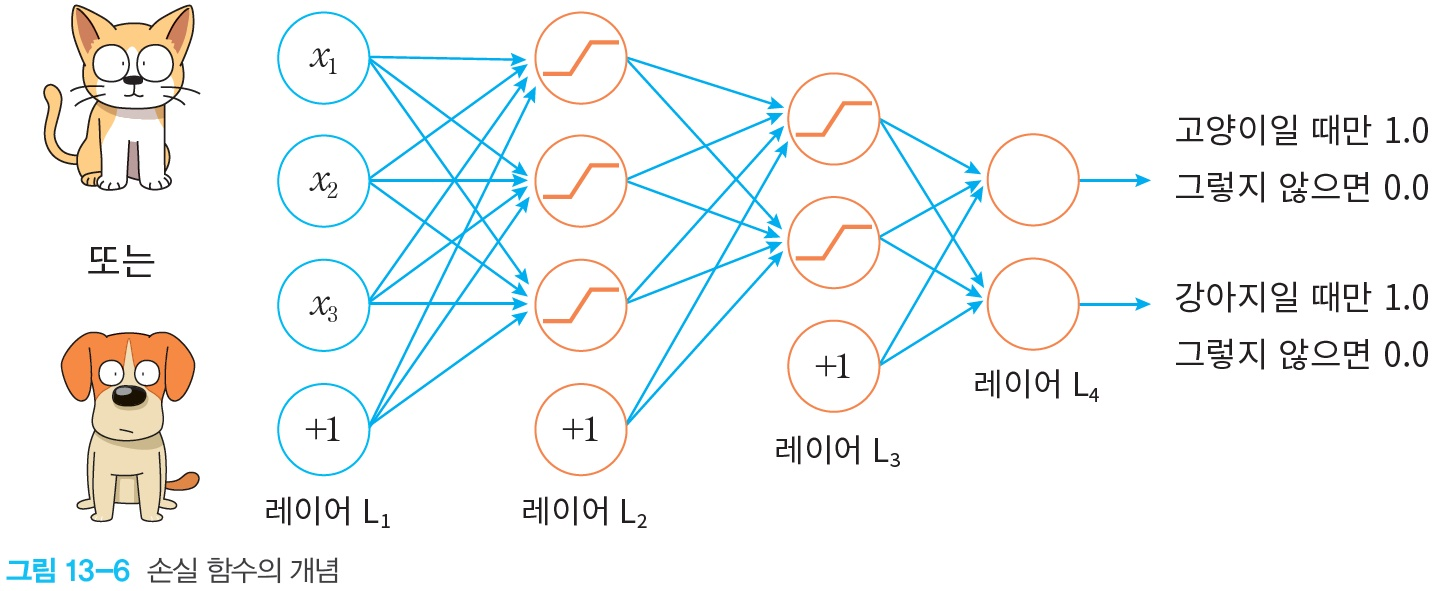 또는
x₁
x₂
x₃
+1
레이어 L₁
+1
레이어 L₂
+1
레이어 L₃
레이어 L₄
고양이일 때만 1.0
그렇지 않으면 0.0
강아지일 때만 1.0
그렇지 않으면 0.0
그림 13-6 손실 함수의 개념